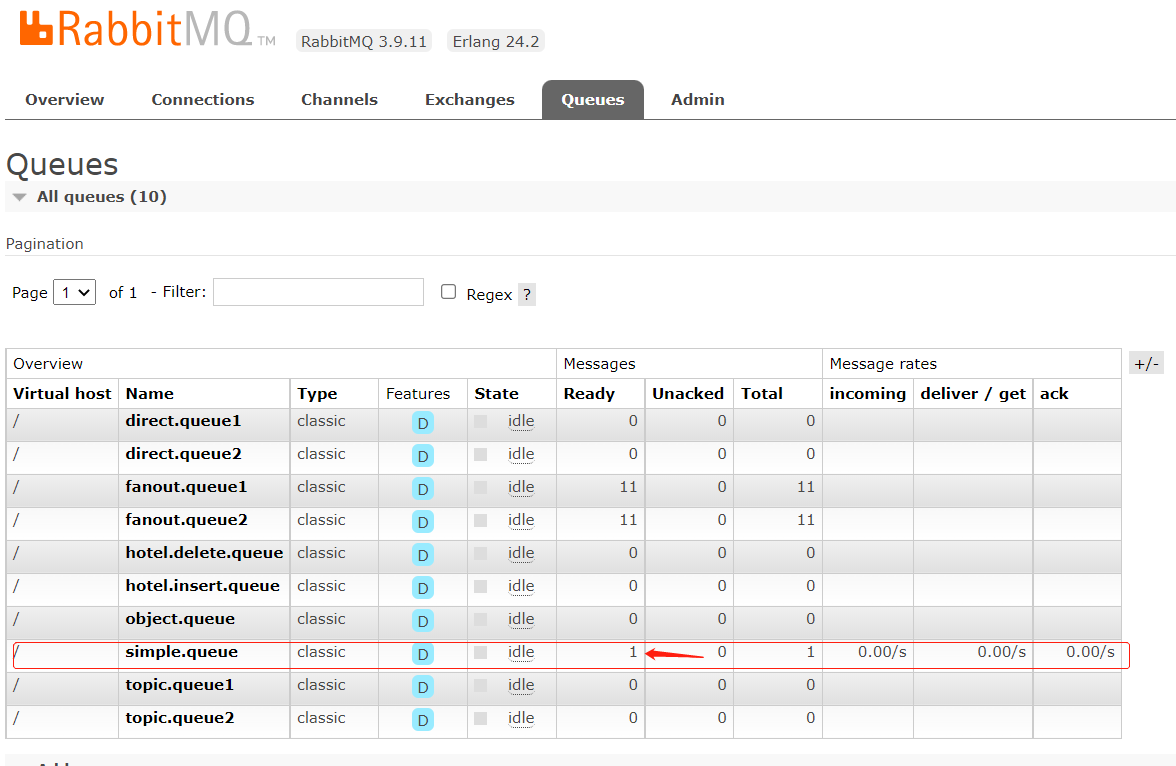 RabbitMQ TM RabbitMQ 3.9.11 Erlang 24.2
Overview Connections Channels Exchanges Queues Admin
Queues
All queues (10)
Pagination
Page 1 of 1 - Filter: Regex ?
Overview Messages Message rates +/-
Virtual host Name Type Features State Ready Unacked Total incoming deliver / get ack
/ direct.queue1 classic D idle 0 0 0
/ direct.queue2 classic D idle 0 0 0
/ fanout.queue1 classic D idle 11 0 11
/ fanout.queue2 classic D idle 11 0 11
/ hotel.delete.queue classic D idle 0 0 0
/ hotel.insert.queue classic D idle 0 0 0
/ object.queue classic D idle 0 0 0
/ simple.queue classic D idle 1 0 1 0.00/s 0.00/s 0.00/s
/ topic.queue1 classic D idle 0 0 0
/ topic.queue2 classic D idle 0 0 0